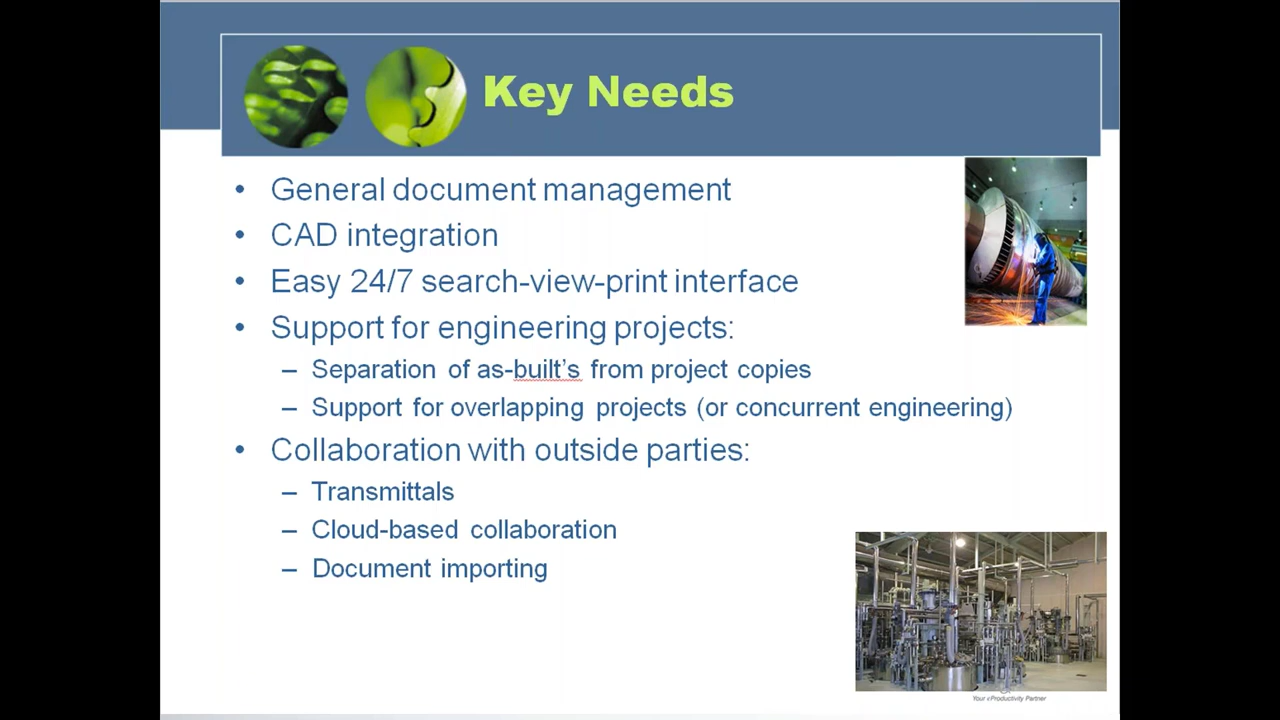 Key Needs
• General document management
• CAD integration
• Easy 24/7 search-view-print interface
• Support for engineering projects:
– Separation of as-built’s from project copies
– Support for overlapping projects (or concurrent engineering)
• Collaboration with outside parties:
– Transmittals
– Cloud-based collaboration
– Document importing
Your eProductivity Partner